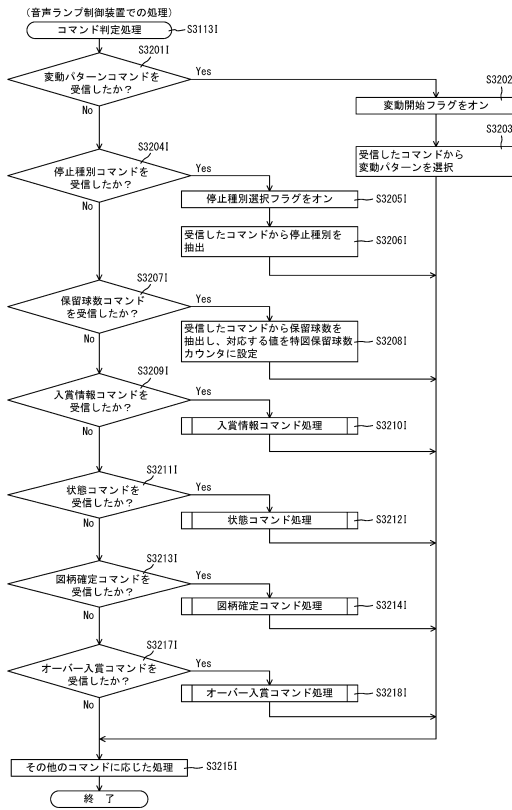 (音声ランプ制御装置での処理)
コマンド判定処理
S3113I
S3201I
変動パターンコマンドを
受信したか？
Yes
No
S3202
変動開始フラグをオン
S3203
受信したコマンドから
変動パターンを選択
S3204I
停止種別コマンドを
受信したか？
Yes
No
停止種別選択フラグをオン
S3205I
受信したコマンドから停止種別を
抽出
S3206I
S3207I
保留球数コマンド
を受信したか？
Yes
No
受信したコマンドから保留球数を
抽出し、対応する値を特図保留球数
カウンタに設定
S3208I
S3209I
入賞情報コマンドを
受信したか？
Yes
No
入賞情報コマンド処理
S3210I
S3211I
状態コマンドを
受信したか？
Yes
No
状態コマンド処理
S3212I
S3213I
図柄確定コマンドを
受信したか？
Yes
No
図柄確定コマンド処理
S3214I
S3217I
オーバー入賞コマンドを
受信したか？
Yes
No
オーバー入賞コマンド処理
S3218I
その他のコマンドに応じた処理
S3215I
終 了